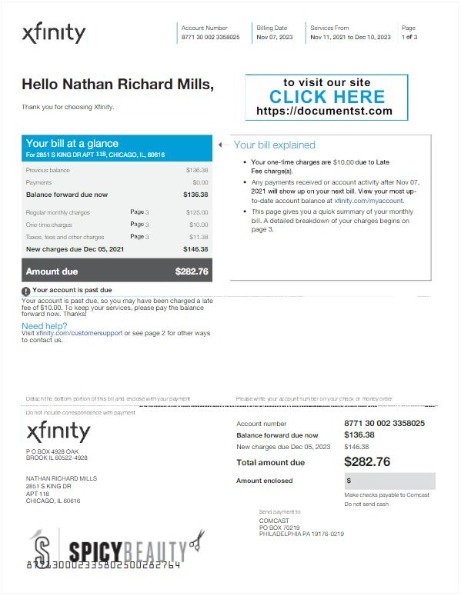 xfinity
Account Number Billing Date Services From Page
8771 30 002 3358025 Nov 07, 2023 Nov 11, 2021 to Dec 10, 2023 1 of 3
Hello Nathan Richard Mills,
Thank you for choosing Xfinity.
to visit our site
CLICK HERE
https://documentst.com
Your bill at a glance
For 2851 S KING DR APT 118, CHICAGO, IL, 60616
Previous balance $136.38
Payments $0.00
Balance forward due now $136.38
Regular monthly charges Page 3 $125.00
One time charges Page 3 $10.00
Taxes, fees and other charges Page 3 $11.38
New charges due Dec 05, 2021 $146.38
Amount due $282.76
Your bill explained
• Your one-time charges are $10.00 due to Late
Fee charge(s).
• Any payments received or account activity after Nov 07,
2021 will show up on your next bill. View your most up-
to-date account balance at xfinity.com/myaccount.
• This page gives you a quick summary of your monthly
bill. A detailed breakdown of your charges begins on
page 3.
Your account is past due
Your account is past due, so you may have been charged a late
fee of $10.00. To keep your services, please pay the balance
forward now. Thanks!
Need help?
Visit xfinity.com/customersupport or see page 2 for other ways
to contact us.
Detach the bottom portion of this bill and enclose with your payment
Please write your account number on your check or money order
Do not include correspondence with payment
xfinity
P O BOX 4928 OAK
BROOK IL 60522-4928
NATHAN RICHARD MILLS
2851 S KING DR
APT 118
CHICAGO, IL 60616
Account number 8771 30 002 3358025
Balance forward due now $136.38
New charges due Dec 05, 2023 $146.38
Total amount due $282.76
Amount enclosed $
Make checks payable to Comcast
Do not send cash
Send payment to
COMCAST
PO BOX 70219
PHILADELPHIA PA 19176-0219
SPICYBEAUTY